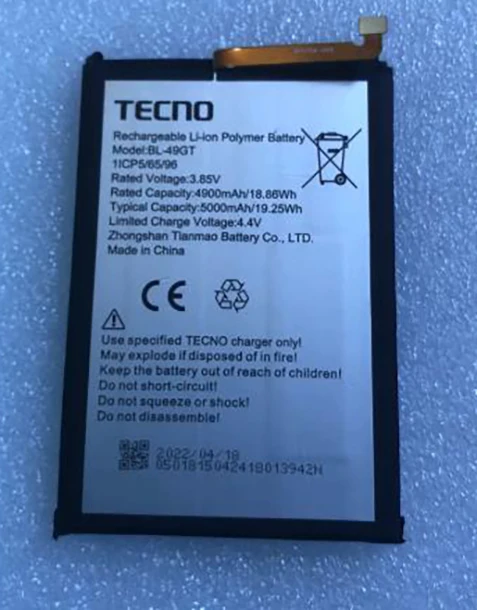 TECNO
Rechargeable Li-ion Polymer Battery
Model:BL-49GT
1ICP5/65/96
Rated Voltage:3.85V
Rated Capacity:4900mAh/18.86Wh
Typical Capacity:5000mAh/19.25Wh
Limited Charge Voltage:4.4V
Zhongshan Tianmao Battery Co., LTD.
Made in China
CE
Use specified TECNO charger only!
May explode if disposed of in fire!
Keep the battery out of reach of children!
Do not short-circuit!
Do not squeeze or shock!
Do not disassemble!
2022/04/18
0501815042418013942N